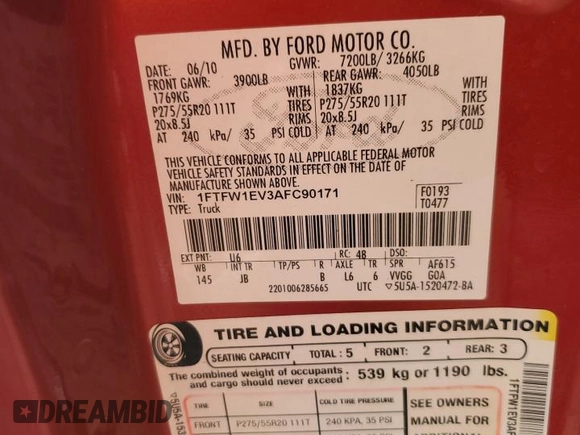 MFD. BY FORD MOTOR CO.
DATE: 06/10 GVWR: 7200LB/ 3266KG
FRONT GAWR: 3900LB REAR GAWR: 4050LB
1769KG WITH 1837KG WITH
P275/55R20 111T TIRES P275/55R20 111T TIRES
20x8.5J RIMS 20x8.5J RIMS
AT 240 kPa/ 35 PSI COLD AT 240 kPa/ 35 PSI COLD
THIS VEHICLE CONFORMS TO ALL APPLICABLE FEDERAL MOTOR
VEHICLE SAFETY STANDARDS IN EFFECT ON THE DATE OF
MANUFACTURE SHOWN ABOVE.
VIN: 1FTFW1EV3AFC90171 F0193
TYPE: Truck T0477
EXT PNT: U6 RC: 48 DSO:
WB INT TR TP/PS R AXLE TR SPR AF615
145 JB B L6 6 VVGG G0A
2201006285665 UTC ▽5U5A-1520472-BA
TIRE AND LOADING INFORMATION
SEATING CAPACITY TOTAL: 5 FRONT: 2 REAR: 3
The combined weight of occupants and cargo should never exceed: 539 kg or 1190 lbs.
TIRE SIZE COLD TIRE PRESSURE SEE OWNERS
FRONT P275/55R20 111T 240 KPA, 35 PSI MANUAL FOR
EBIDMOTORS